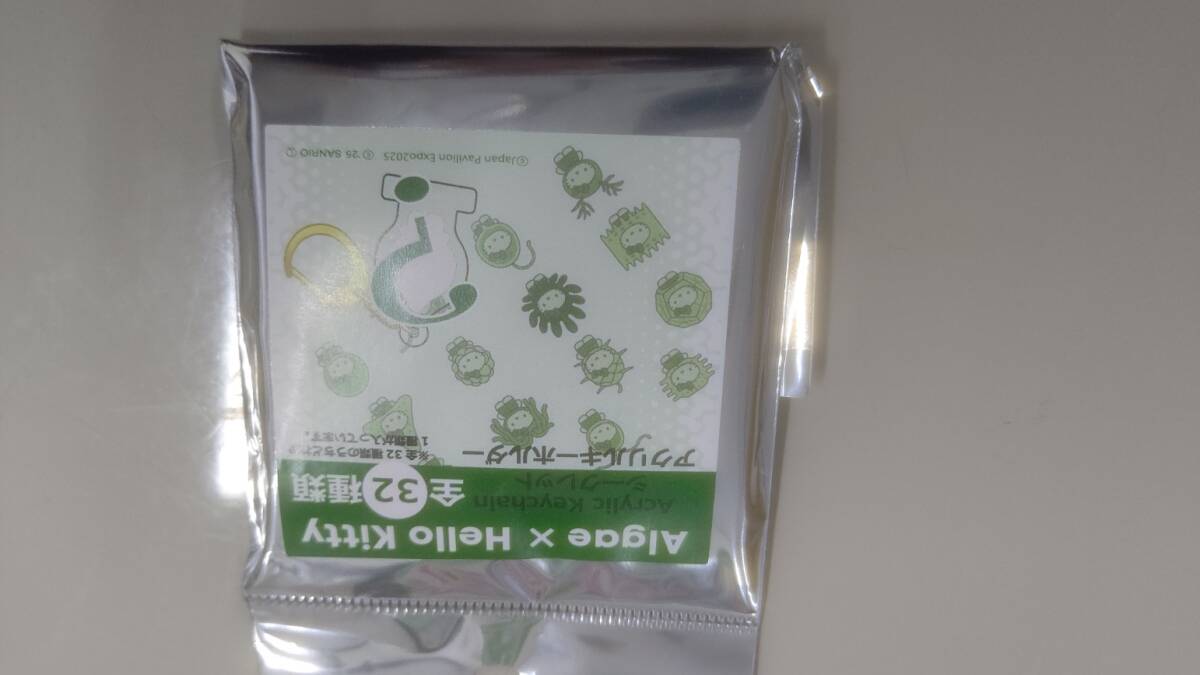 Algae × Hello Kitty
Acrylic Keychain
シークレット
アクリルキーホルダー
全32種類
※全32種類のうちどれか
1種類が入っています。
?
©Japan Pavilion Expo2025 © '25 SANRIO